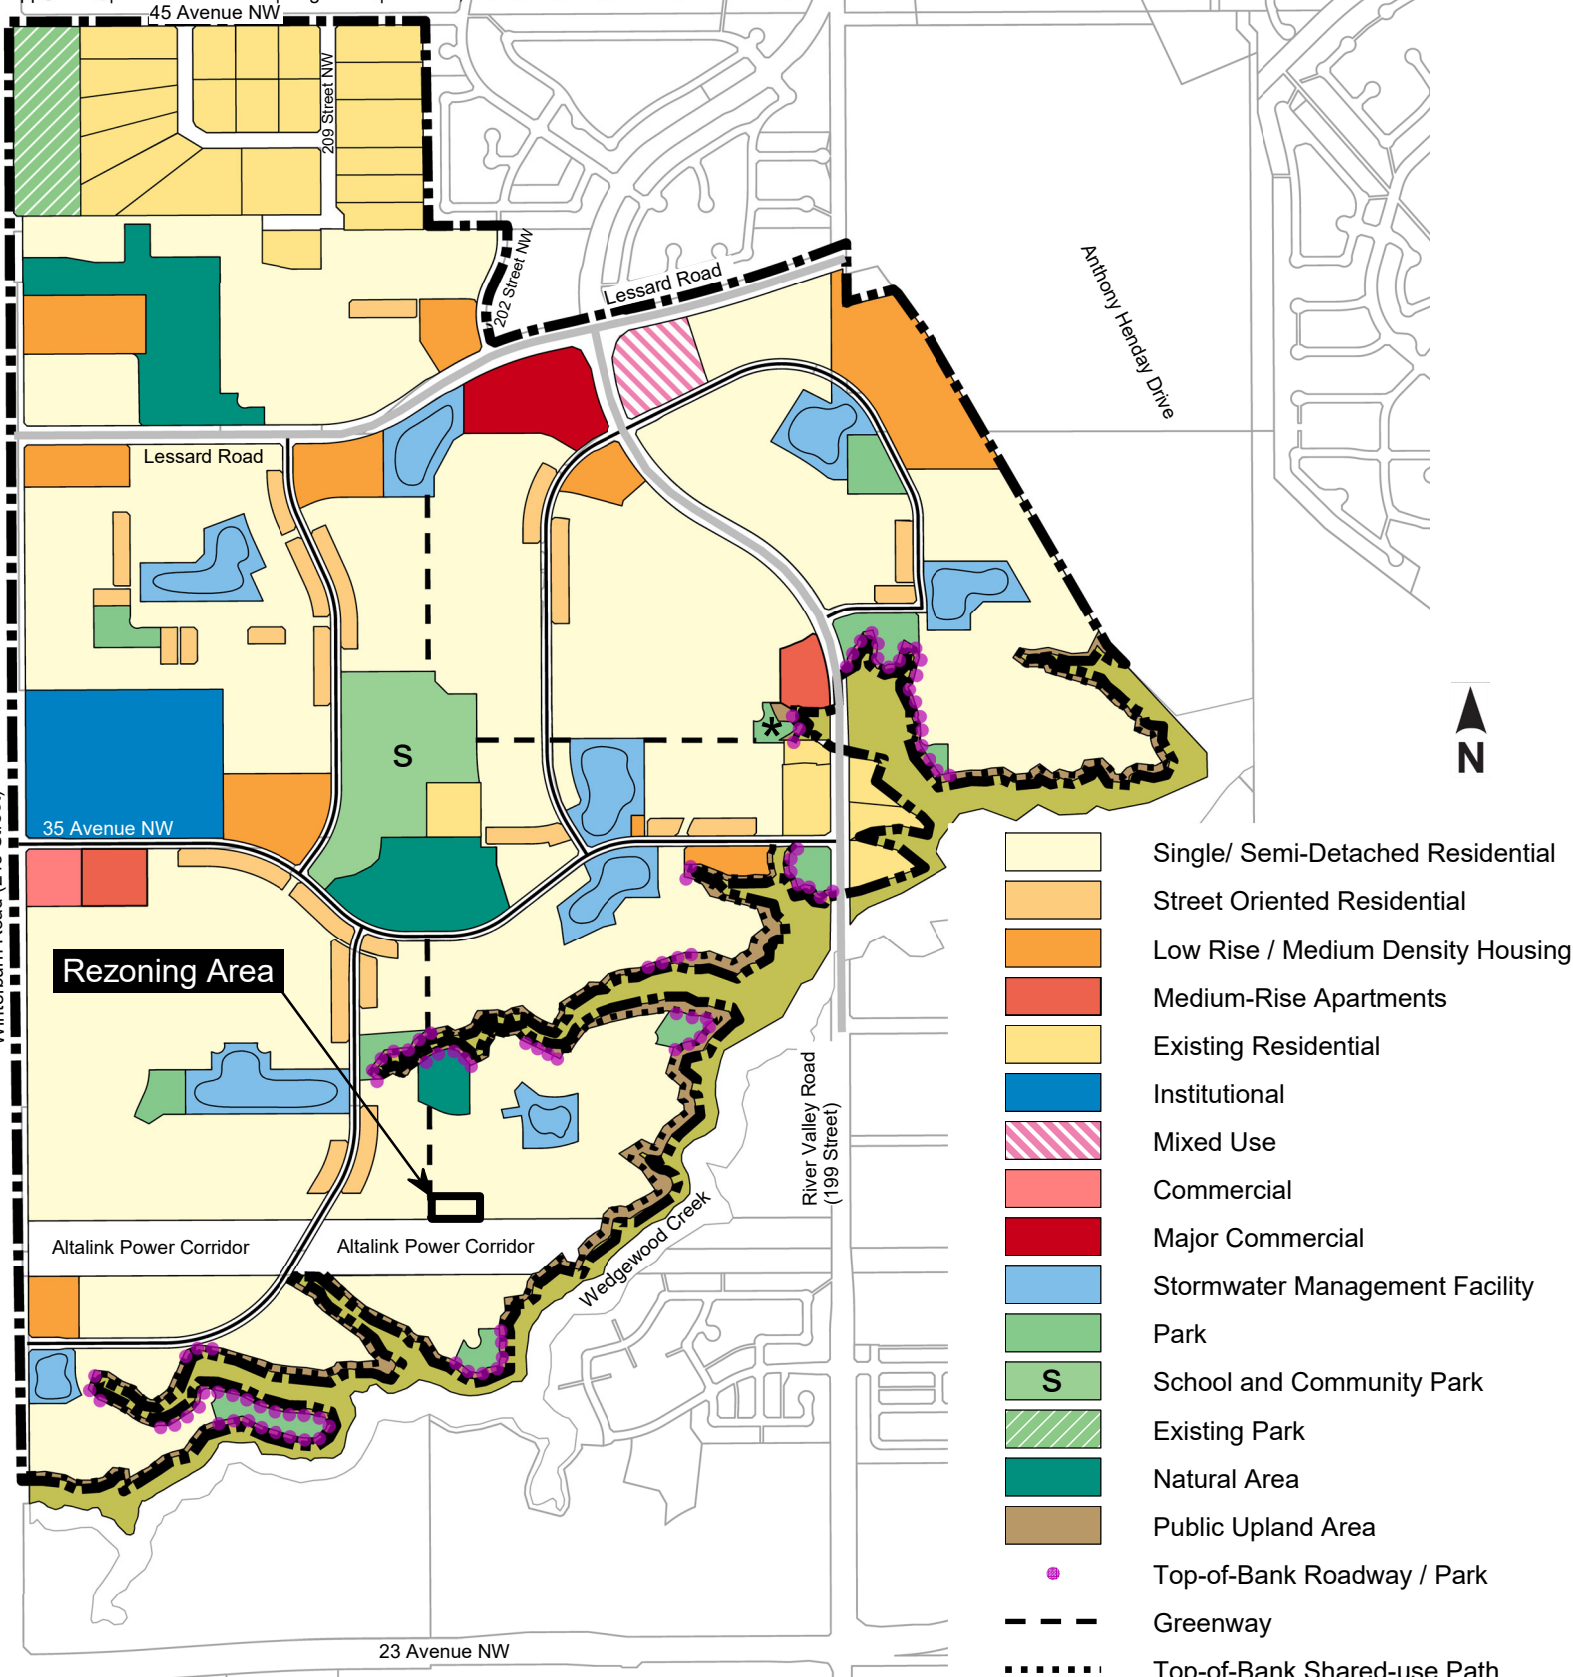 45 Avenue NW
209 Street NW
202 Street NW
Lessard Road
Anthony Henday Drive
Lessard Road
S
*
N
35 Avenue NW
Rezoning Area
River Valley Road
(199 Street)
Altalink Power Corridor
Altalink Power Corridor
Wedgewood Creek
23 Avenue NW
Single/ Semi-Detached Residential
Street Oriented Residential
Low Rise / Medium Density Housing
Medium-Rise Apartments
Existing Residential
Institutional
Mixed Use
Commercial
Major Commercial
Stormwater Management Facility
Park
S School and Community Park
Existing Park
Natural Area
Public Upland Area
Top-of-Bank Roadway / Park
Greenway
Top-of-Bank Shared-use Path